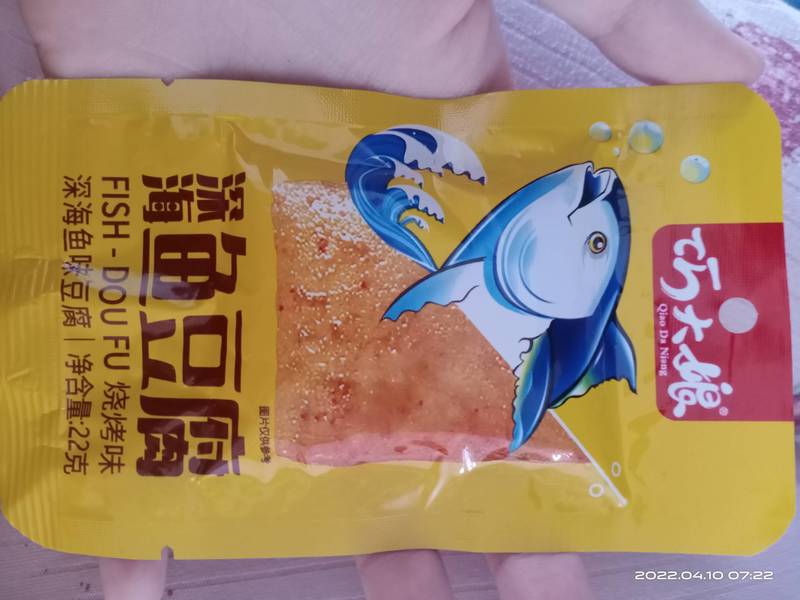 巧大娘®
Qiao Da Niang
图片仅供参考
深海
鱼豆腐
FISH - DOU FU 烧烤味
深海鱼味豆腐 | 净含量:22克
2022.04.10 07:22